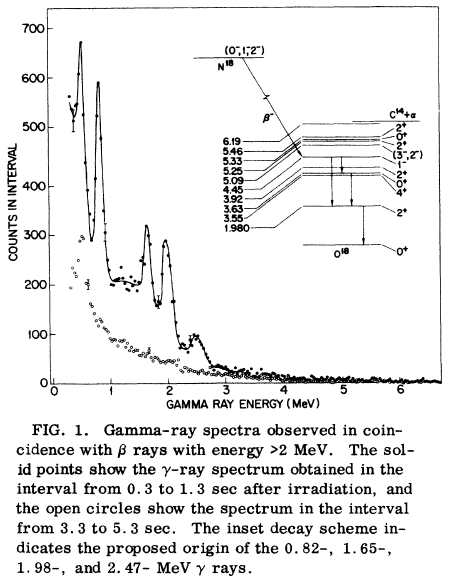 700
600
500
400
300
200
100
0
COUNTS IN INTERVAL
0 1 2 3 4 5 6
GAMMA RAY ENERGY (MeV)
(0⁻,1⁻,2⁻)
N¹⁸
β⁻
C¹⁴+α
6.19
5.46
5.33
5.25
5.09
4.45
3.92
3.63
3.55
1.980
2⁺
0⁺
2⁺
(3⁻,2⁻)
1⁻
2⁺
0⁺
4⁺
2⁺
0⁺
O¹⁸
FIG. 1. Gamma-ray spectra observed in coin-
cidence with β rays with energy >2 MeV. The sol-
id points show the γ-ray spectrum obtained in the
interval from 0.3 to 1.3 sec after irradiation, and
the open circles show the spectrum in the interval
from 3.3 to 5.3 sec. The inset decay scheme in-
dicates the proposed origin of the 0.82-, 1.65-,
1.98-, and 2.47- MeV γ rays.